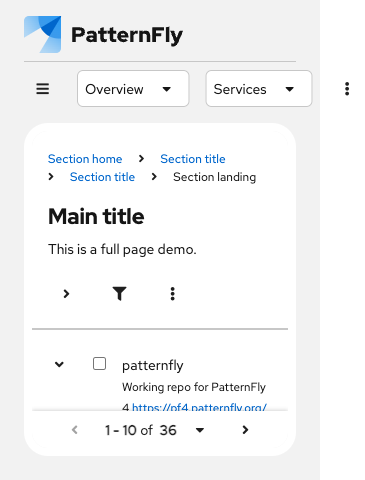 PatternFly
Overview Services
Section home Section title
Section title Section landing
Main title
This is a full page demo.
patternfly
Working repo for PatternFly
4 https://pf4.patternfly.org/
1 - 10 of 36